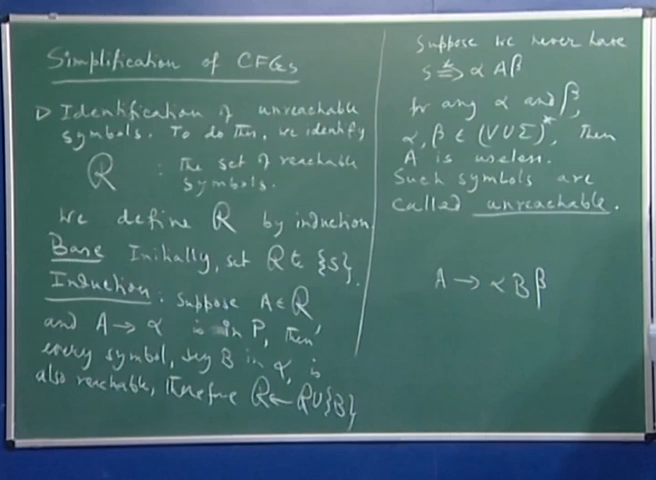 Simplification of CFGs
▷ Identification of unreachable
symbols. To do this, we identify
R : The set of reachable
symbols.
We define R by induction
Base Initially, set R ← {S}.
Induction: Suppose A ∈ R
and A → α is in P, then
every symbol, say B in α, is
also reachable, therefore R ← R ∪ {B}
Suppose we never have
S ⇒* α A β
for any α and β,
α, β ∈ (V ∪ Σ)*, then
A is useless.
Such symbols are
called unreachable.
A → α B β